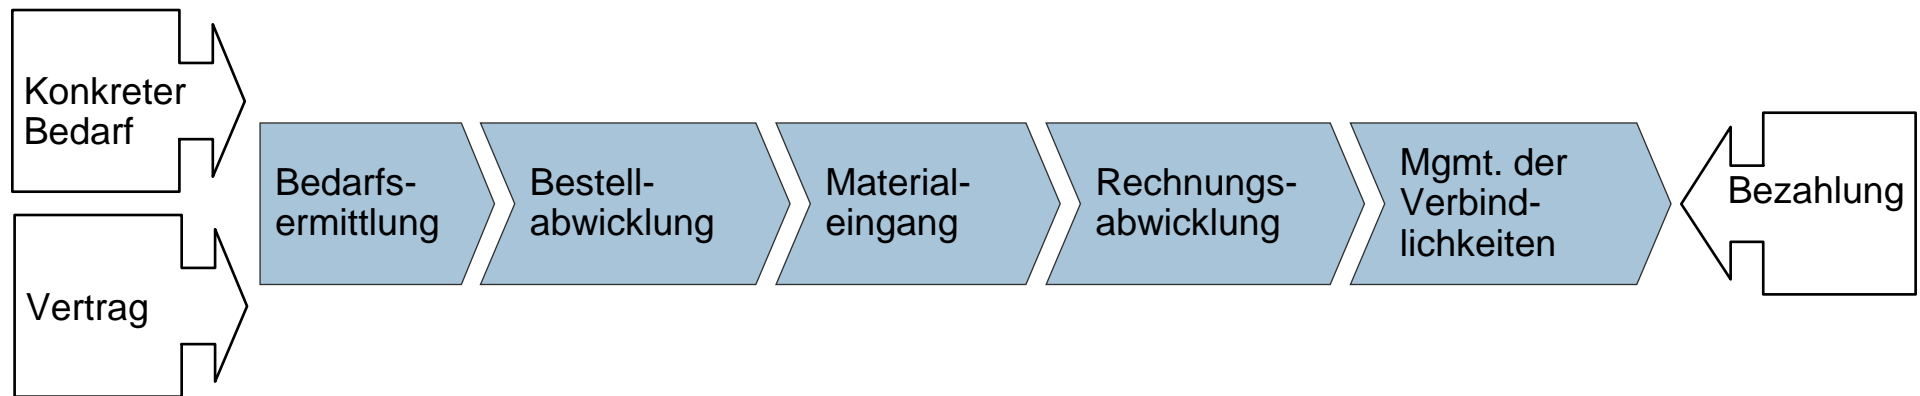 Konkreter
Bedarf
Vertrag
Bedarfs-
ermittlung
Bestell-
abwicklung
Material-
eingang
Rechnungs-
abwicklung
Mgmt. der
Verbind-
lichkeiten
Bezahlung